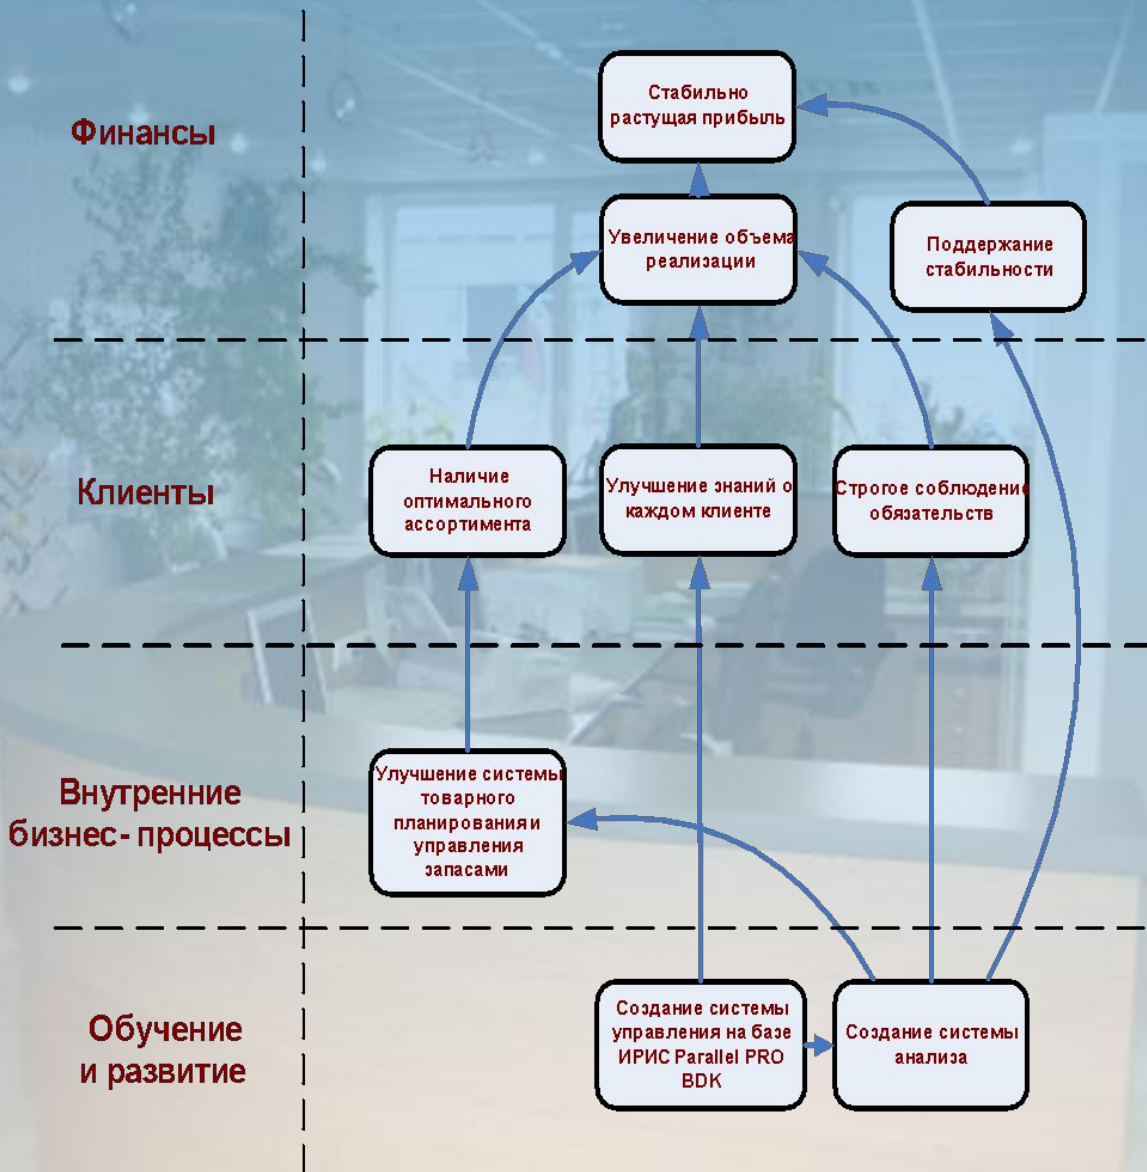 Финансы
Стабильно
растущая прибыль
Увеличение объема
реализации
Поддержание
стабильности
Клиенты
Наличие
оптимального
ассортимента
Улучшение знаний о
каждом клиенте
Строгое соблюдение
обязательств
Внутренние
бизнес- процессы
Улучшение системы
товарного
планирования и
управления
запасами
Обучение
и развитие
Создание системы
управления на базе
ИРИС Parallel PRO
BDK
Создание системы
анализа